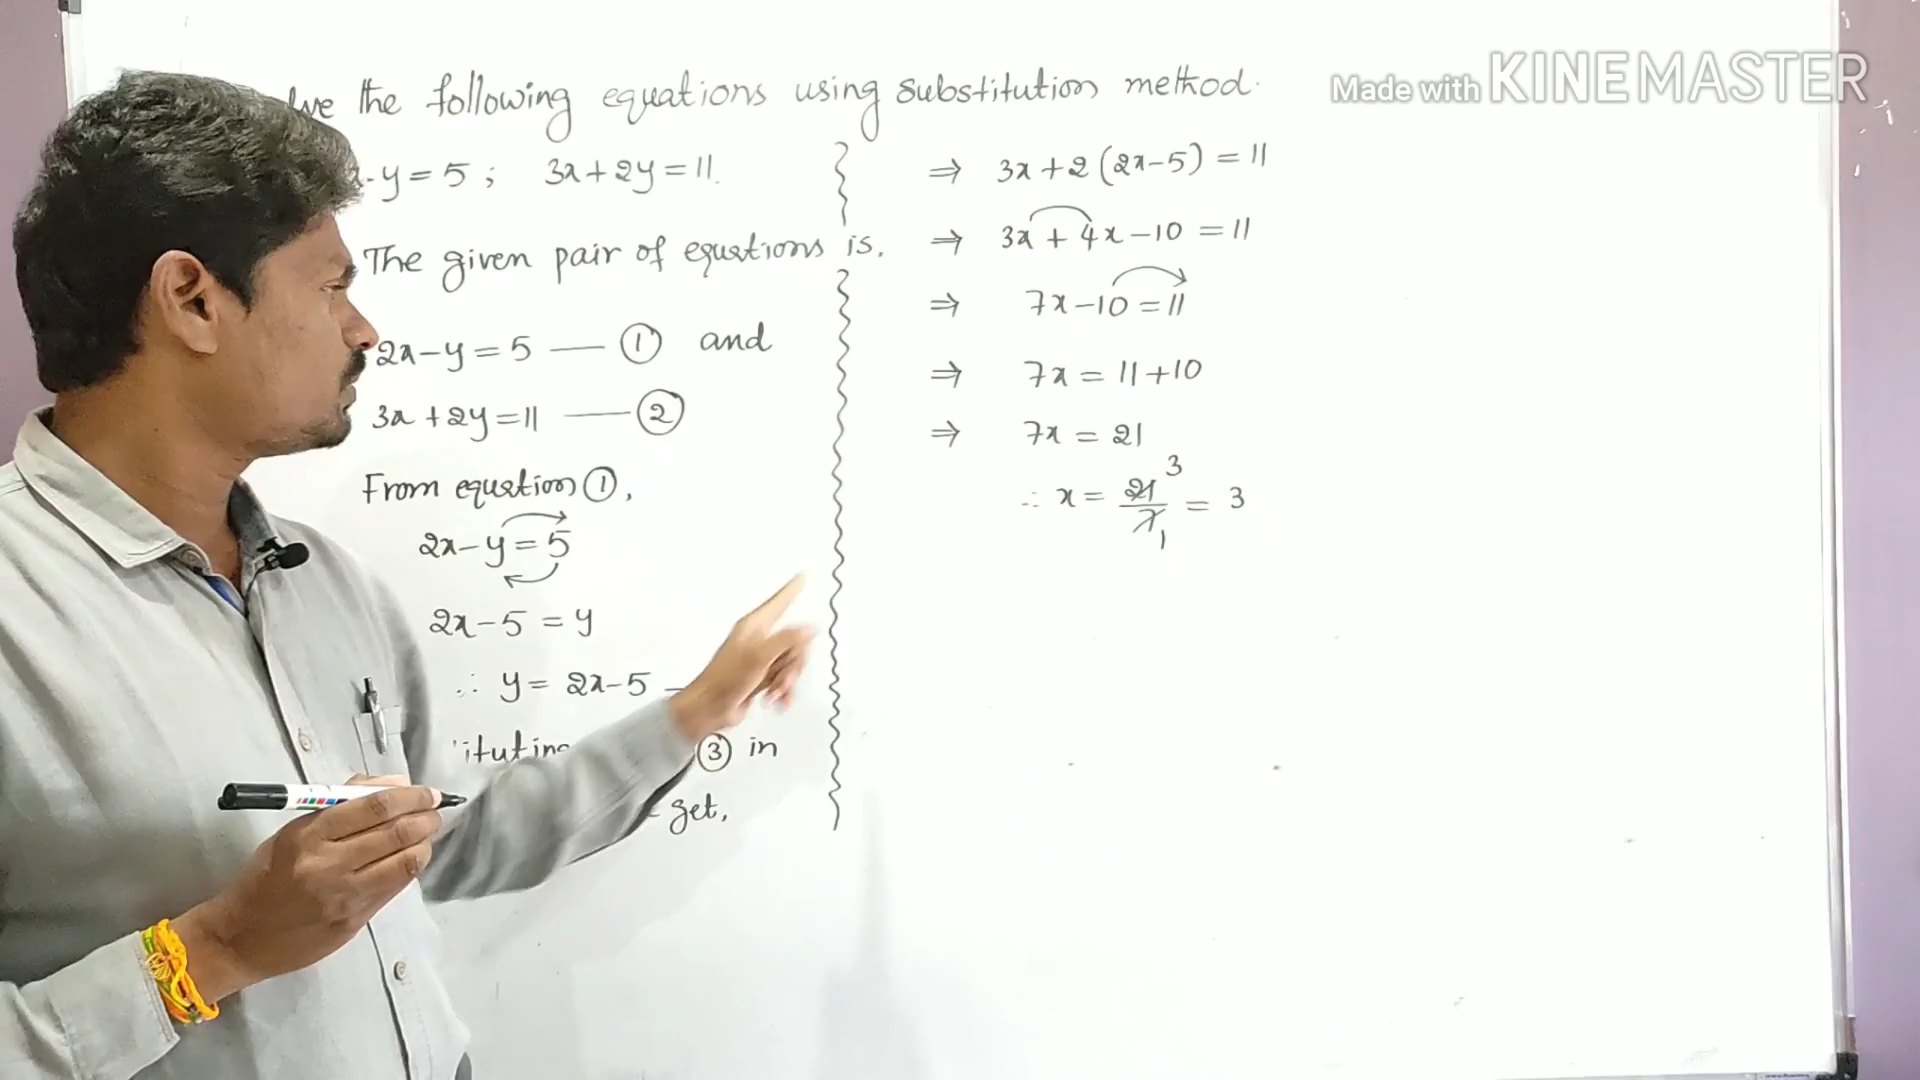 the following equations using substitution method.
-y = 5 ; 3x + 2y = 11.
The given pair of equations is.
2x - y = 5 — ① and
3x + 2y = 11 — ②
From equation ①,
2x - y = 5
2x - 5 = y
∴ y = 2x - 5 -
③ in
get,
⇒ 3x + 2 (2x - 5) = 11
⇒ 3x + 4x - 10 = 11
⇒ 7x - 10 = 11
⇒ 7x = 11 + 10
⇒ 7x = 21
∴ x = 21/7 = 3
3
1
Made with KINEMASTER